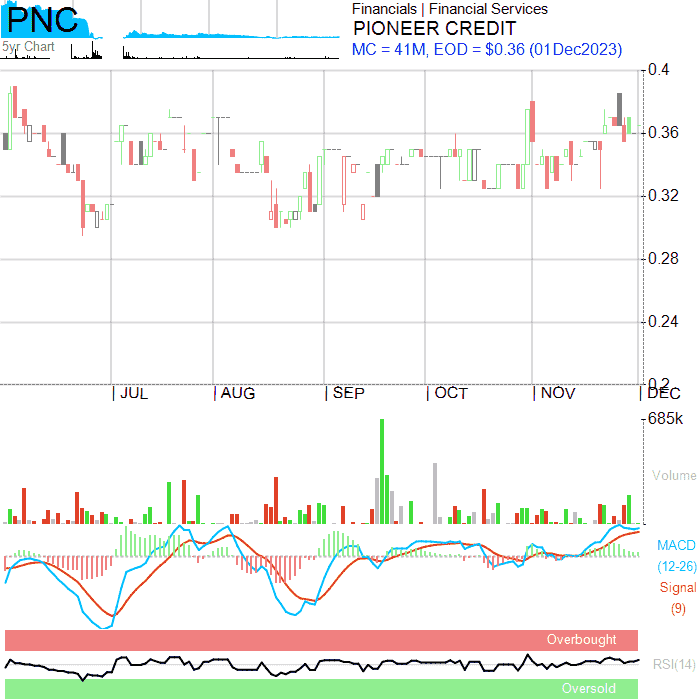 PNC
5yr Chart
Financials | Financial Services
PIONEER CREDIT
MC = 41M, EOD = $0.36 (01Dec2023)
0.4
0.36
0.32
0.28
0.24
0.2
JUL AUG SEP OCT NOV DEC
685k
Volume
MACD
(12-26)
Signal
(9)
Overbought
RSI(14)
Oversold